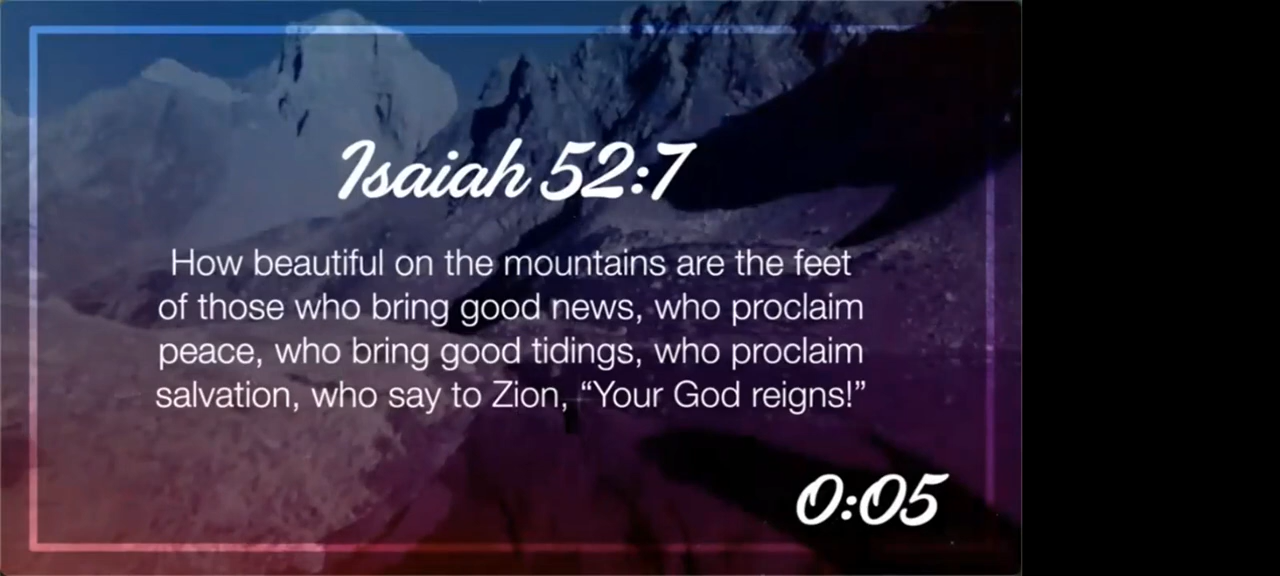 Isaiah 52:7
How beautiful on the mountains are the feet
of those who bring good news, who proclaim
peace, who bring good tidings, who proclaim
salvation, who say to Zion, “Your God reigns!”
0:05